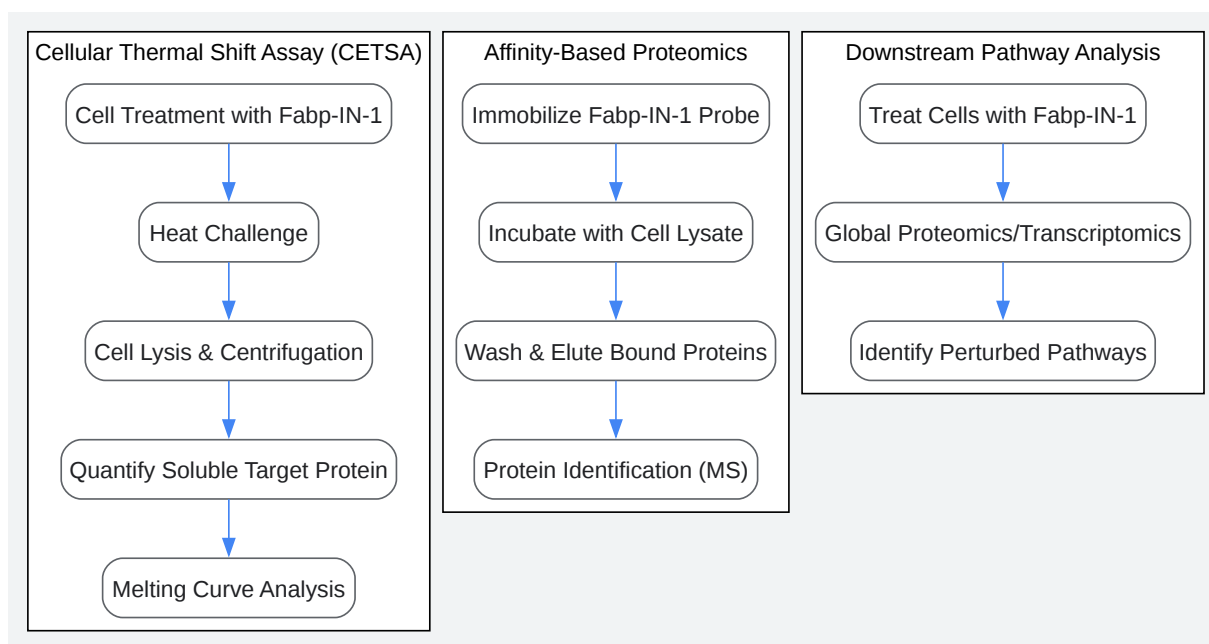 Cellular Thermal Shift Assay (CETSA)
Cell Treatment with Fabp-IN-1
Heat Challenge
Cell Lysis & Centrifugation
Quantify Soluble Target Protein
Melting Curve Analysis
Affinity-Based Proteomics
Immobilize Fabp-IN-1 Probe
Incubate with Cell Lysate
Wash & Elute Bound Proteins
Protein Identification (MS)
Downstream Pathway Analysis
Treat Cells with Fabp-IN-1
Global Proteomics/Transcriptomics
Identify Perturbed Pathways